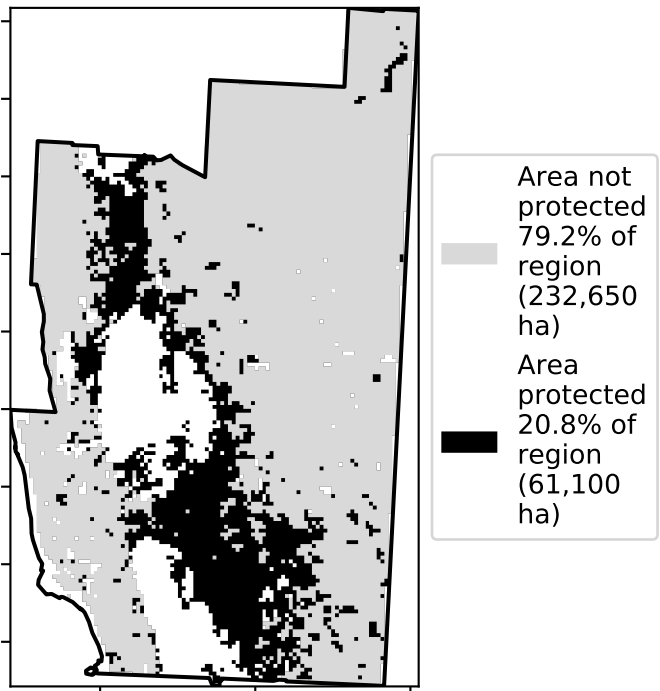 Area not
protected
79.2% of
region
(232,650
ha)
Area
protected
20.8% of
region
(61,100
ha)